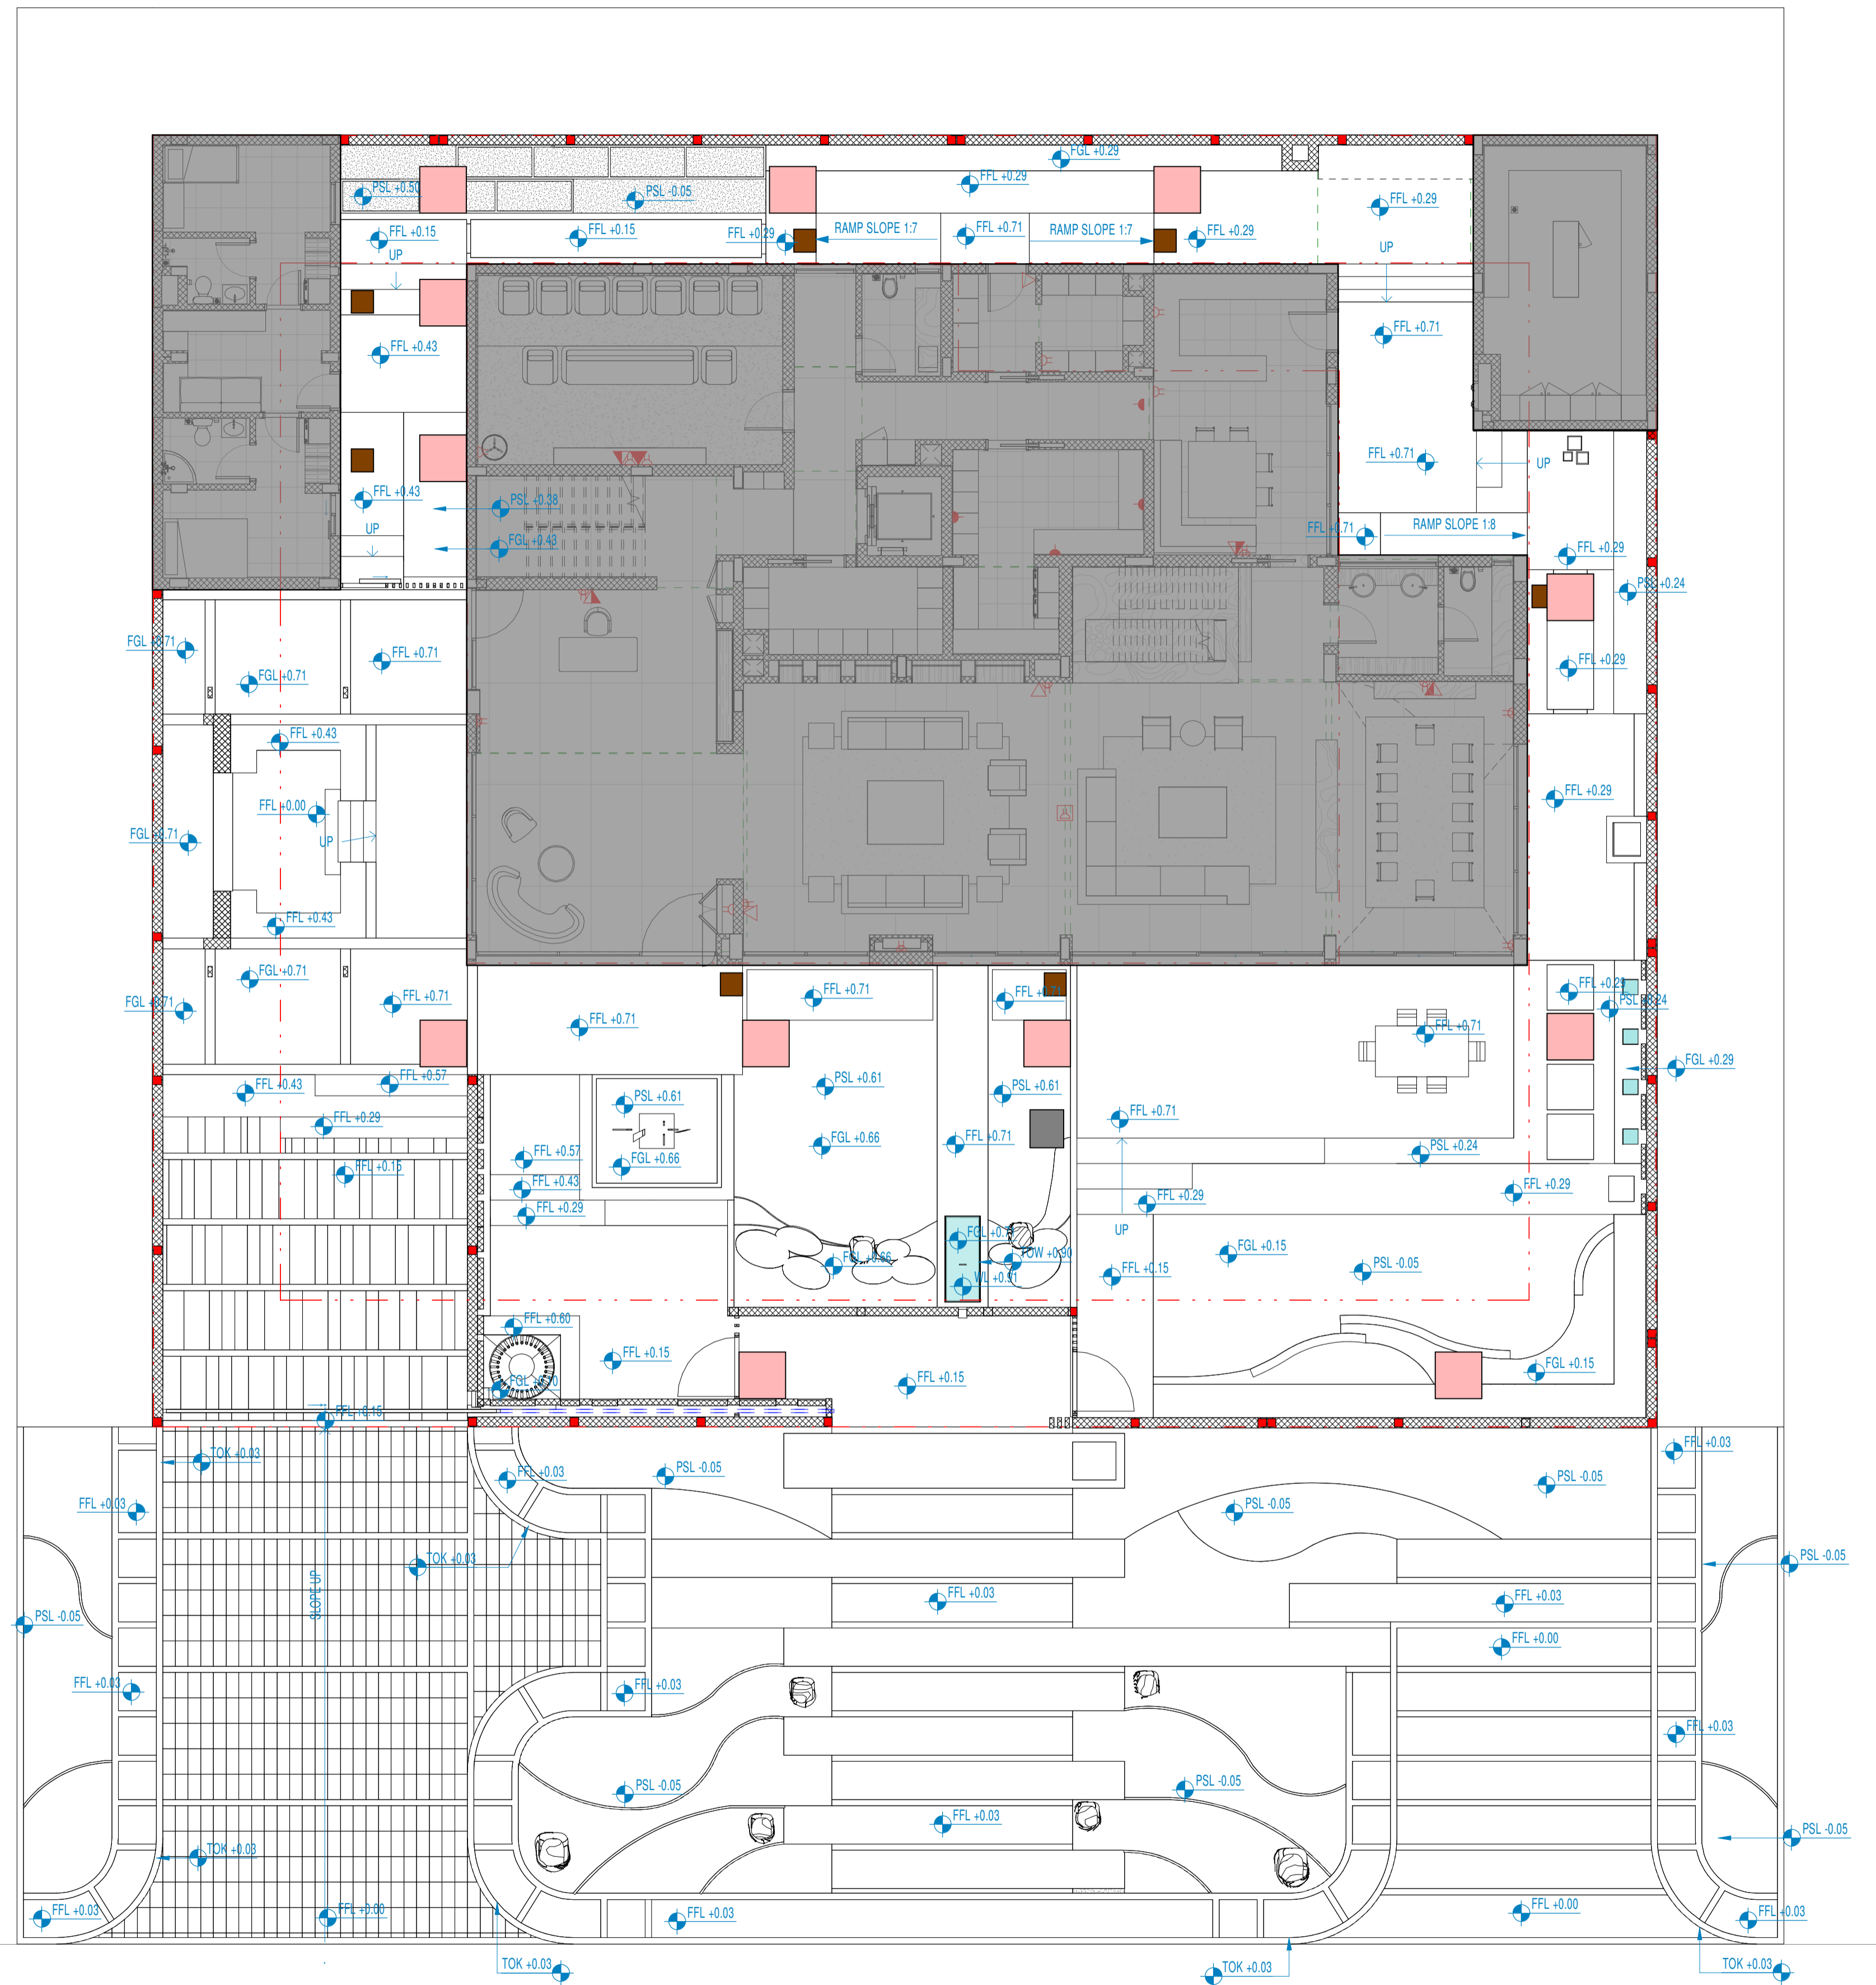 FGL +0.29
PSL +0.50
PSL -0.05
FFL +0.29
FFL +0.29
FFL +0.15
FFL +0.15
FFL +0.29
RAMP SLOPE 1:7
FFL +0.71
RAMP SLOPE 1:7
FFL +0.29
UP
UP
FFL +0.43
FFL +0.71
FFL +0.71
UP
FFL +0.43
PSL +0.38
UP
FFL +0.71
RAMP SLOPE 1:8
FGL +0.43
FFL +0.29
PSL +0.24
FGL +0.71
FFL +0.71
FFL +0.29
FGL +0.71
FFL +0.43
FFL +0.00
FFL +0.29
FGL +0.71
UP
FFL +0.43
FGL +0.71
FFL +0.71
FFL +0.71
FFL +0.29
FGL +0.71
FFL +0.71
FFL +0.71
PSL +0.24
FFL +0.71
FFL +0.71
FGL +0.29
FFL +0.43
FFL +0.57
PSL +0.61
PSL +0.61
PSL +0.61
FFL +0.29
FFL +0.71
FGL +0.66
FFL +0.71
PSL +0.24
FFL +0.15
FFL +0.57
FGL +0.66
FFL +0.43
FFL +0.29
FFL +0.29
FFL +0.29
UP
FGL +0.66
TOW +0.90
FGL +0.15
PSL -0.05
FFL +0.15
WL +0.91
FFL +0.60
FFL +0.15
FGL +0.15
FFL +0.15
FFL +0.15
TOK +0.03
FFL +0.03
PSL -0.05
PSL -0.05
FFL +0.03
FFL +0.03
PSL -0.05
TOK +0.03
PSL -0.05
SLOPE UP
FFL +0.03
FFL +0.03
PSL -0.05
FFL +0.00
FFL +0.03
FFL +0.03
FFL +0.03
PSL -0.05
PSL -0.05
FFL +0.03
PSL -0.05
TOK +0.03
FFL +0.03
FFL +0.00
FFL +0.03
FFL +0.00
FFL +0.03
TOK +0.03
TOK +0.03
TOK +0.03